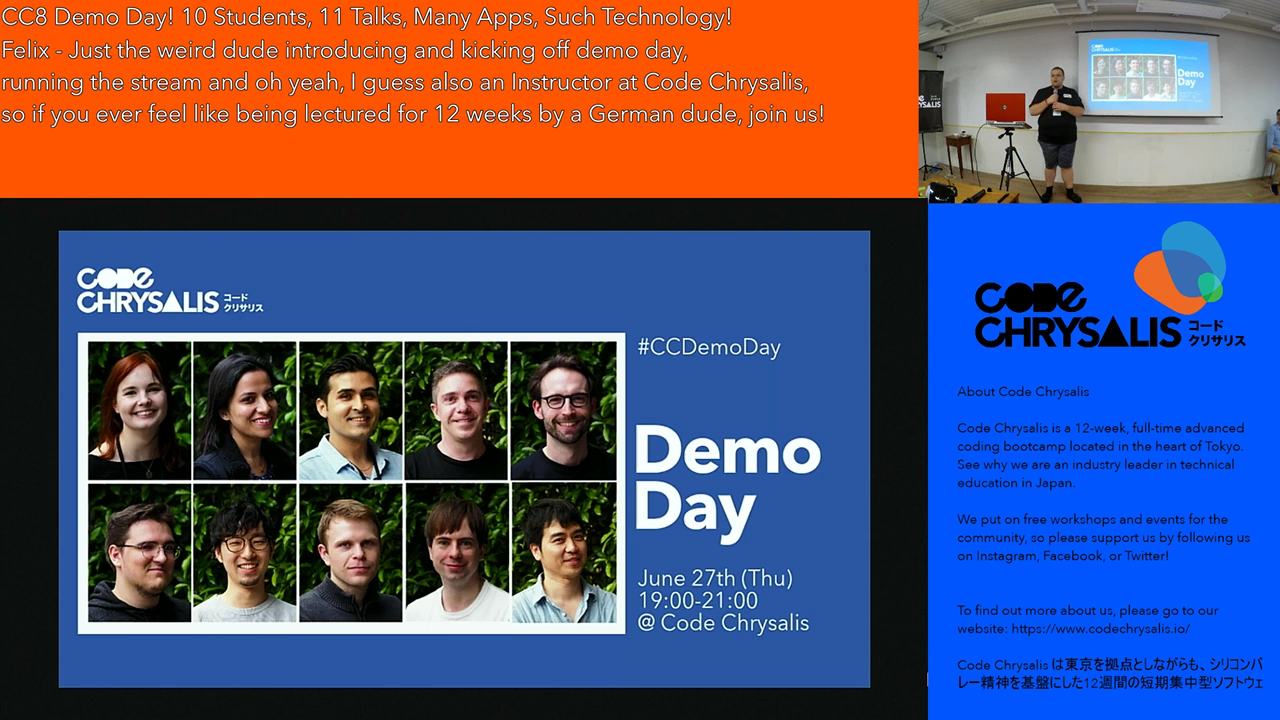 CC8 Demo Day! 10 Students, 11 Talks, Many Apps, Such Technology!
Felix - Just the weird dude introducing and kicking off demo day,
running the stream and oh yeah, I guess also an Instructor at Code Chrysalis,
so if you ever feel like being lectured for 12 weeks by a German dude, join us!
CODE
CHRYSALIS コード
クリサリス
#CCDemoDay
Demo
Day
June 27th (Thu)
19:00-21:00
@ Code Chrysalis
Demo
Day
CODE
CHRYSALIS コード
クリサリス
About Code Chrysalis
Code Chrysalis is a 12-week, full-time advanced
coding bootcamp located in the heart of Tokyo.
See why we are an industry leader in technical
education in Japan.
We put on free workshops and events for the
community, so please support us by following us
on Instagram, Facebook, or Twitter!
To find out more about us, please go to our
website: https://www.codechrysalis.io/
Code Chrysalis は東京を拠点としながらも、シリコンバ
レー精神を基盤にした12週間の短期集中型ソフトウェ